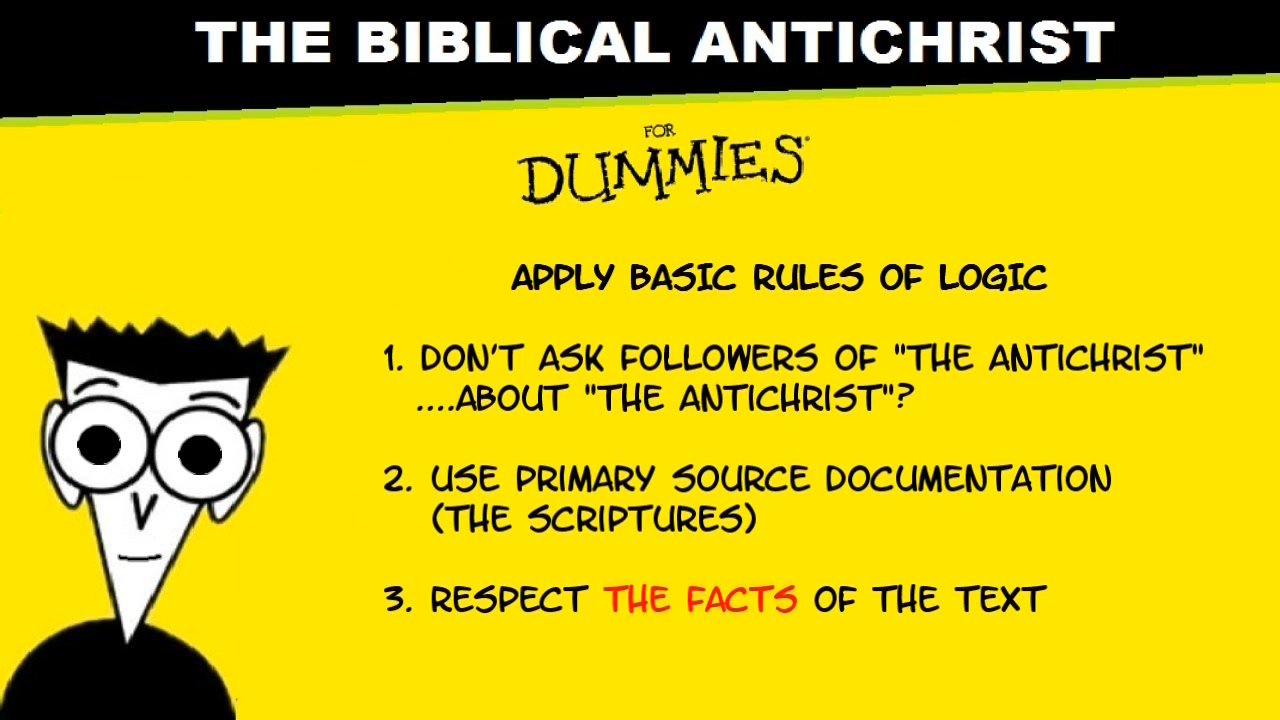 THE BIBLICAL ANTICHRIST
FOR
DUMMIES®
APPLY BASIC RULES OF LOGIC
1. DON'T ASK FOLLOWERS OF "THE ANTICHRIST"
....ABOUT "THE ANTICHRIST"?
2. USE PRIMARY SOURCE DOCUMENTATION
(THE SCRIPTURES)
3. RESPECT THE FACTS OF THE TEXT